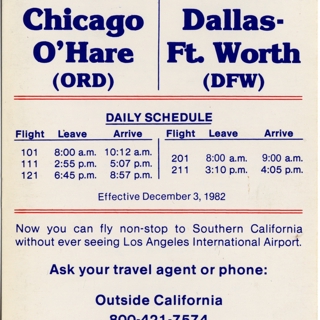 Chicago
O'Hare
(ORD)
Dallas-
Ft. Worth
(DFW)
DAILY SCHEDULE
Flight Leave Arrive
101 8:00 a.m. 10:12 a.m.
111 2:55 p.m. 5:07 p.m.
121 6:45 p.m. 8:57 p.m.
Flight Leave Arrive
201 8:00 a.m. 9:00 a.m.
211 3:10 p.m. 4:05 p.m.
Effective December 3, 1982
Now you can fly non-stop to Southern California
without ever seeing Los Angeles International Airport.
Ask your travel agent or phone:
Outside California
800-421-7574